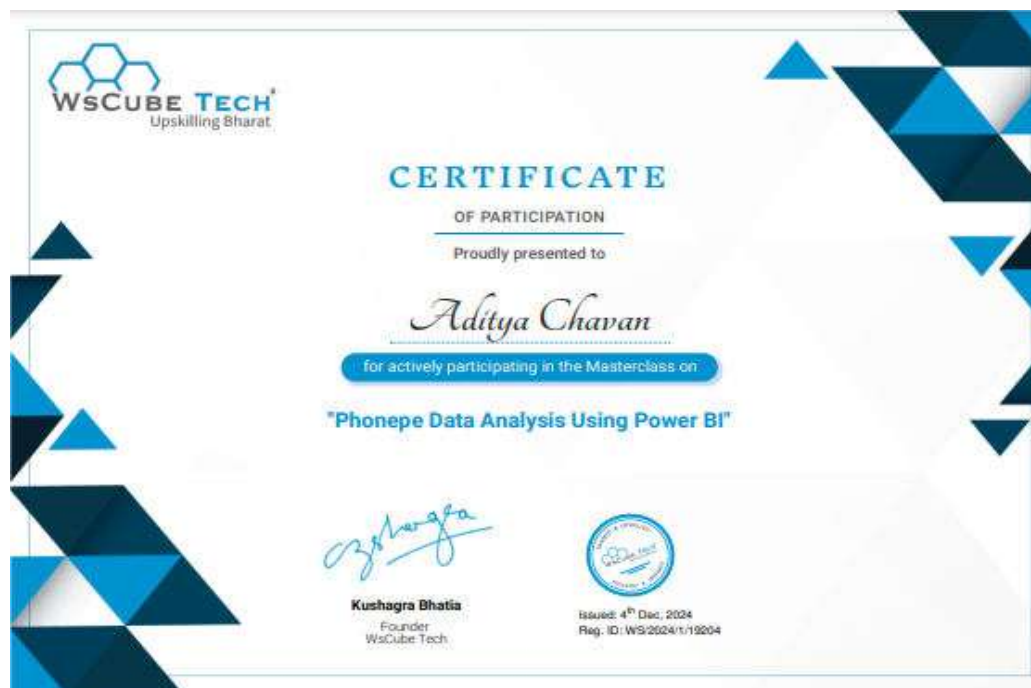 WsCube Tech
Upskilling Bharat
CERTIFICATE
OF PARTICIPATION
Proudly presented to
Aditya Chavan
for actively participating in the Masterclass on
"Phonepe Data Analysis Using Power BI"
Kushagra Bhatia
Founder
WsCube Tech
WsCube Tech
Issued: 4th Dec, 2024
Reg. ID: WS/2024/1/19204